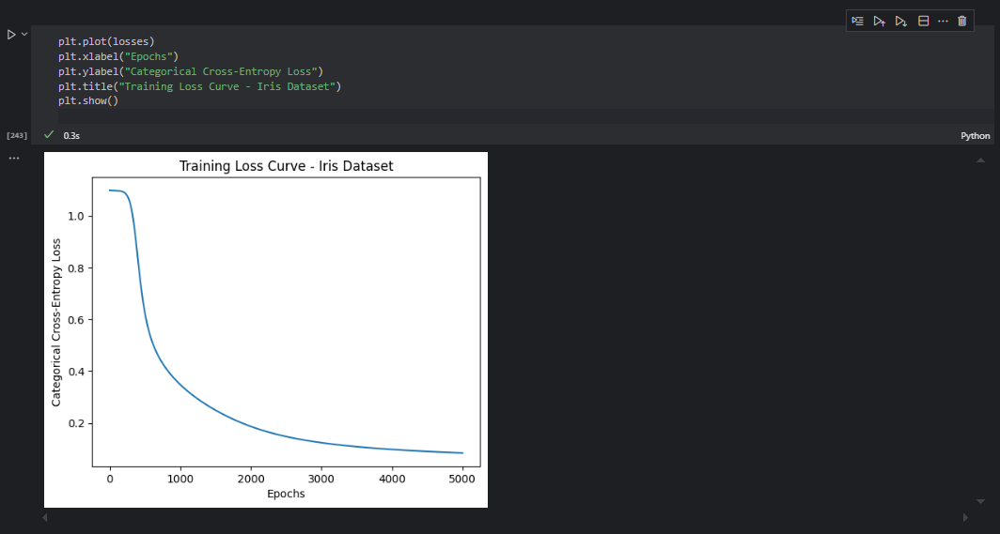 plt.plot(losses)
plt.xlabel("Epochs")
plt.ylabel("Categorical Cross-Entropy Loss")
plt.title("Training Loss Curve - Iris Dataset")
plt.show()
[243]
0.3s
Python
Training Loss Curve - Iris Dataset
Categorical Cross-Entropy Loss
1.0
0.8
0.6
0.4
0.2
0 1000 2000 3000 4000 5000
Epochs